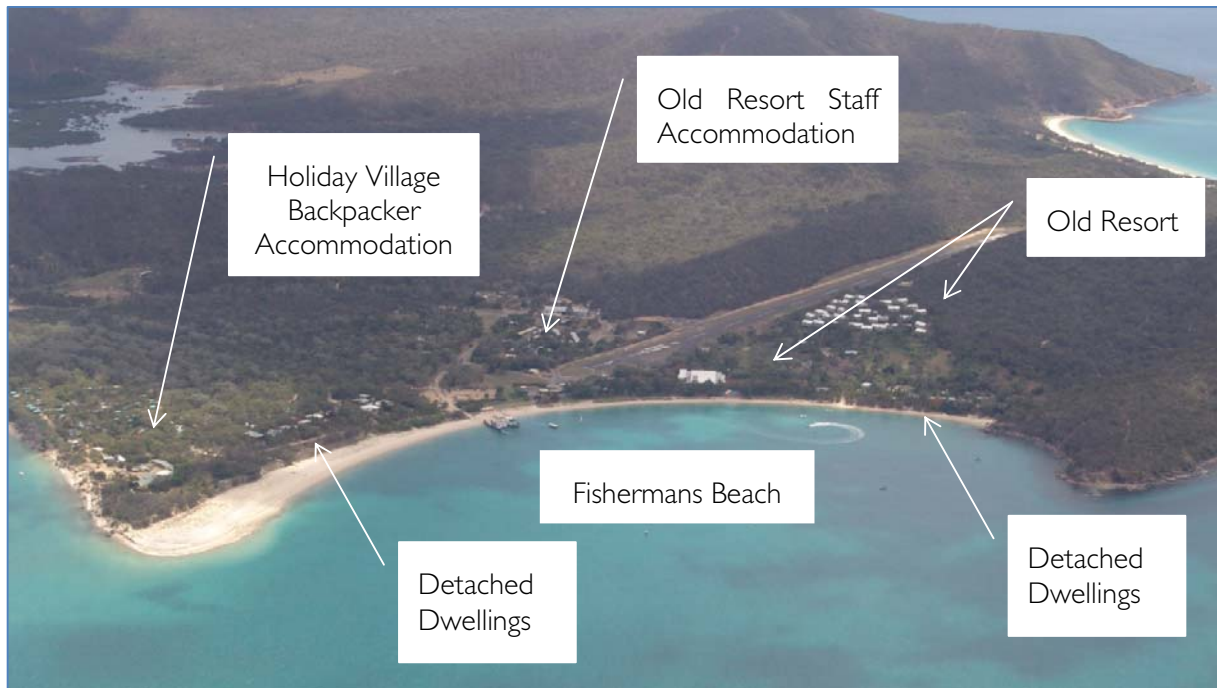 Old Resort Staff
Accommodation
Holiday Village
Backpacker
Accommodation
Old Resort
Fishermans Beach
Detached
Dwellings
Detached
Dwellings